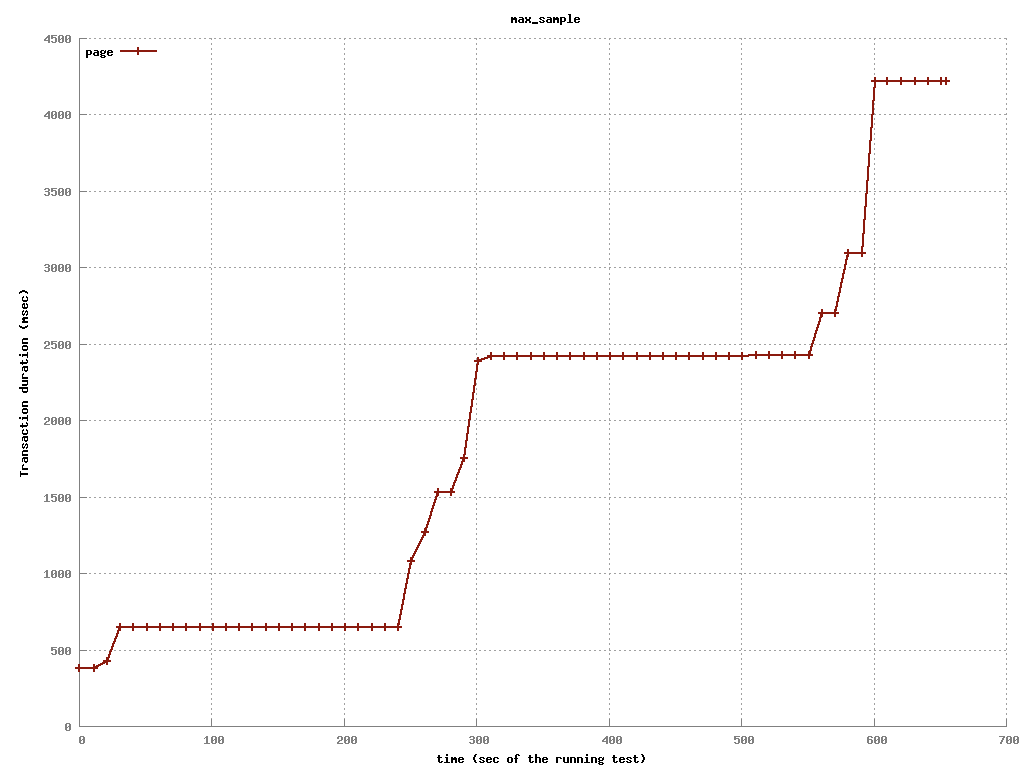 max_sample
page
4500
4000
3500
3000
2500
2000
1500
1000
500
0
0 100 200 300 400 500 600 700
Transaction duration (msec)
time (sec of the running test)